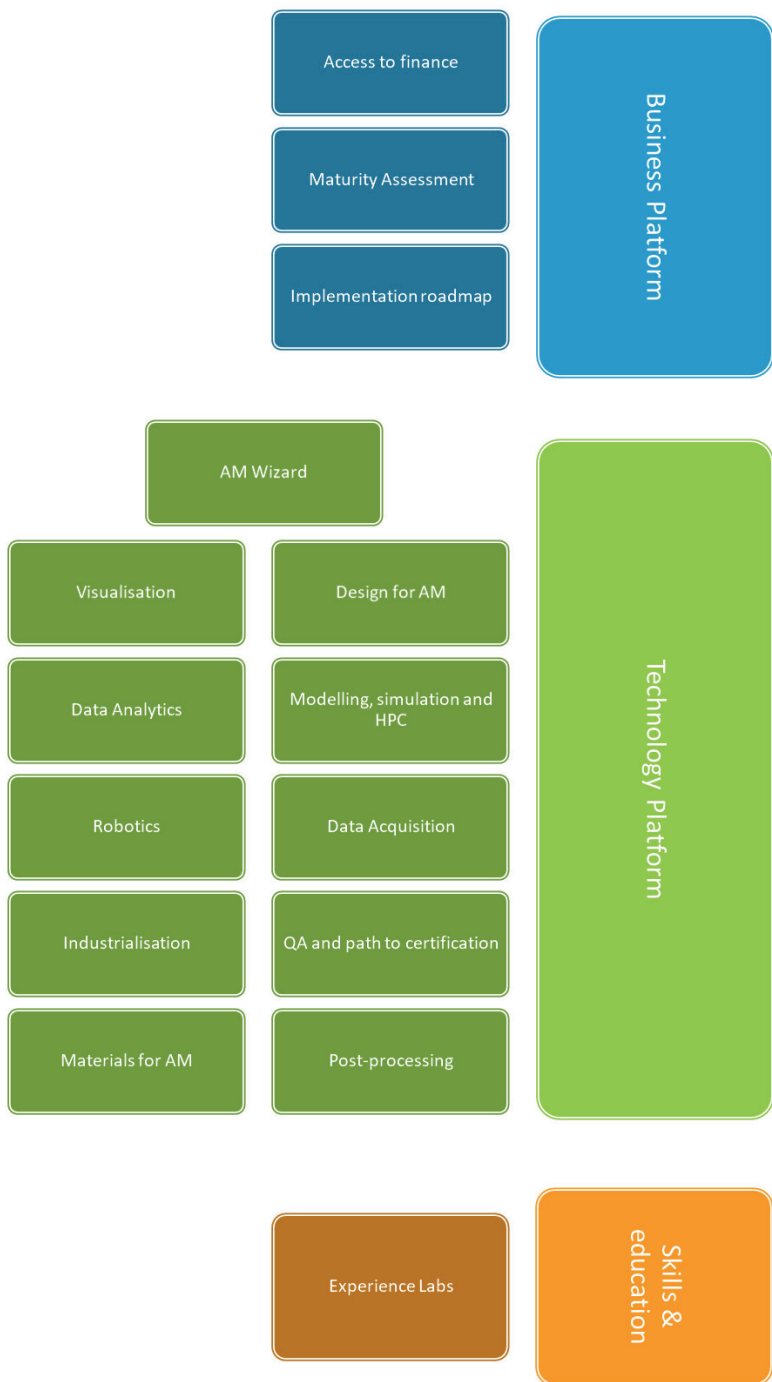 Access to finance
Maturity Assessment
Implementation roadmap
Business Platform
AM Wizard
Visualisation
Design for AM
Data Analytics
Modelling, simulation and
HPC
Robotics
Data Acquisition
Industrialisation
QA and path to certification
Materials for AM
Post-processing
Technology Platform
Experience Labs
Skills &
education